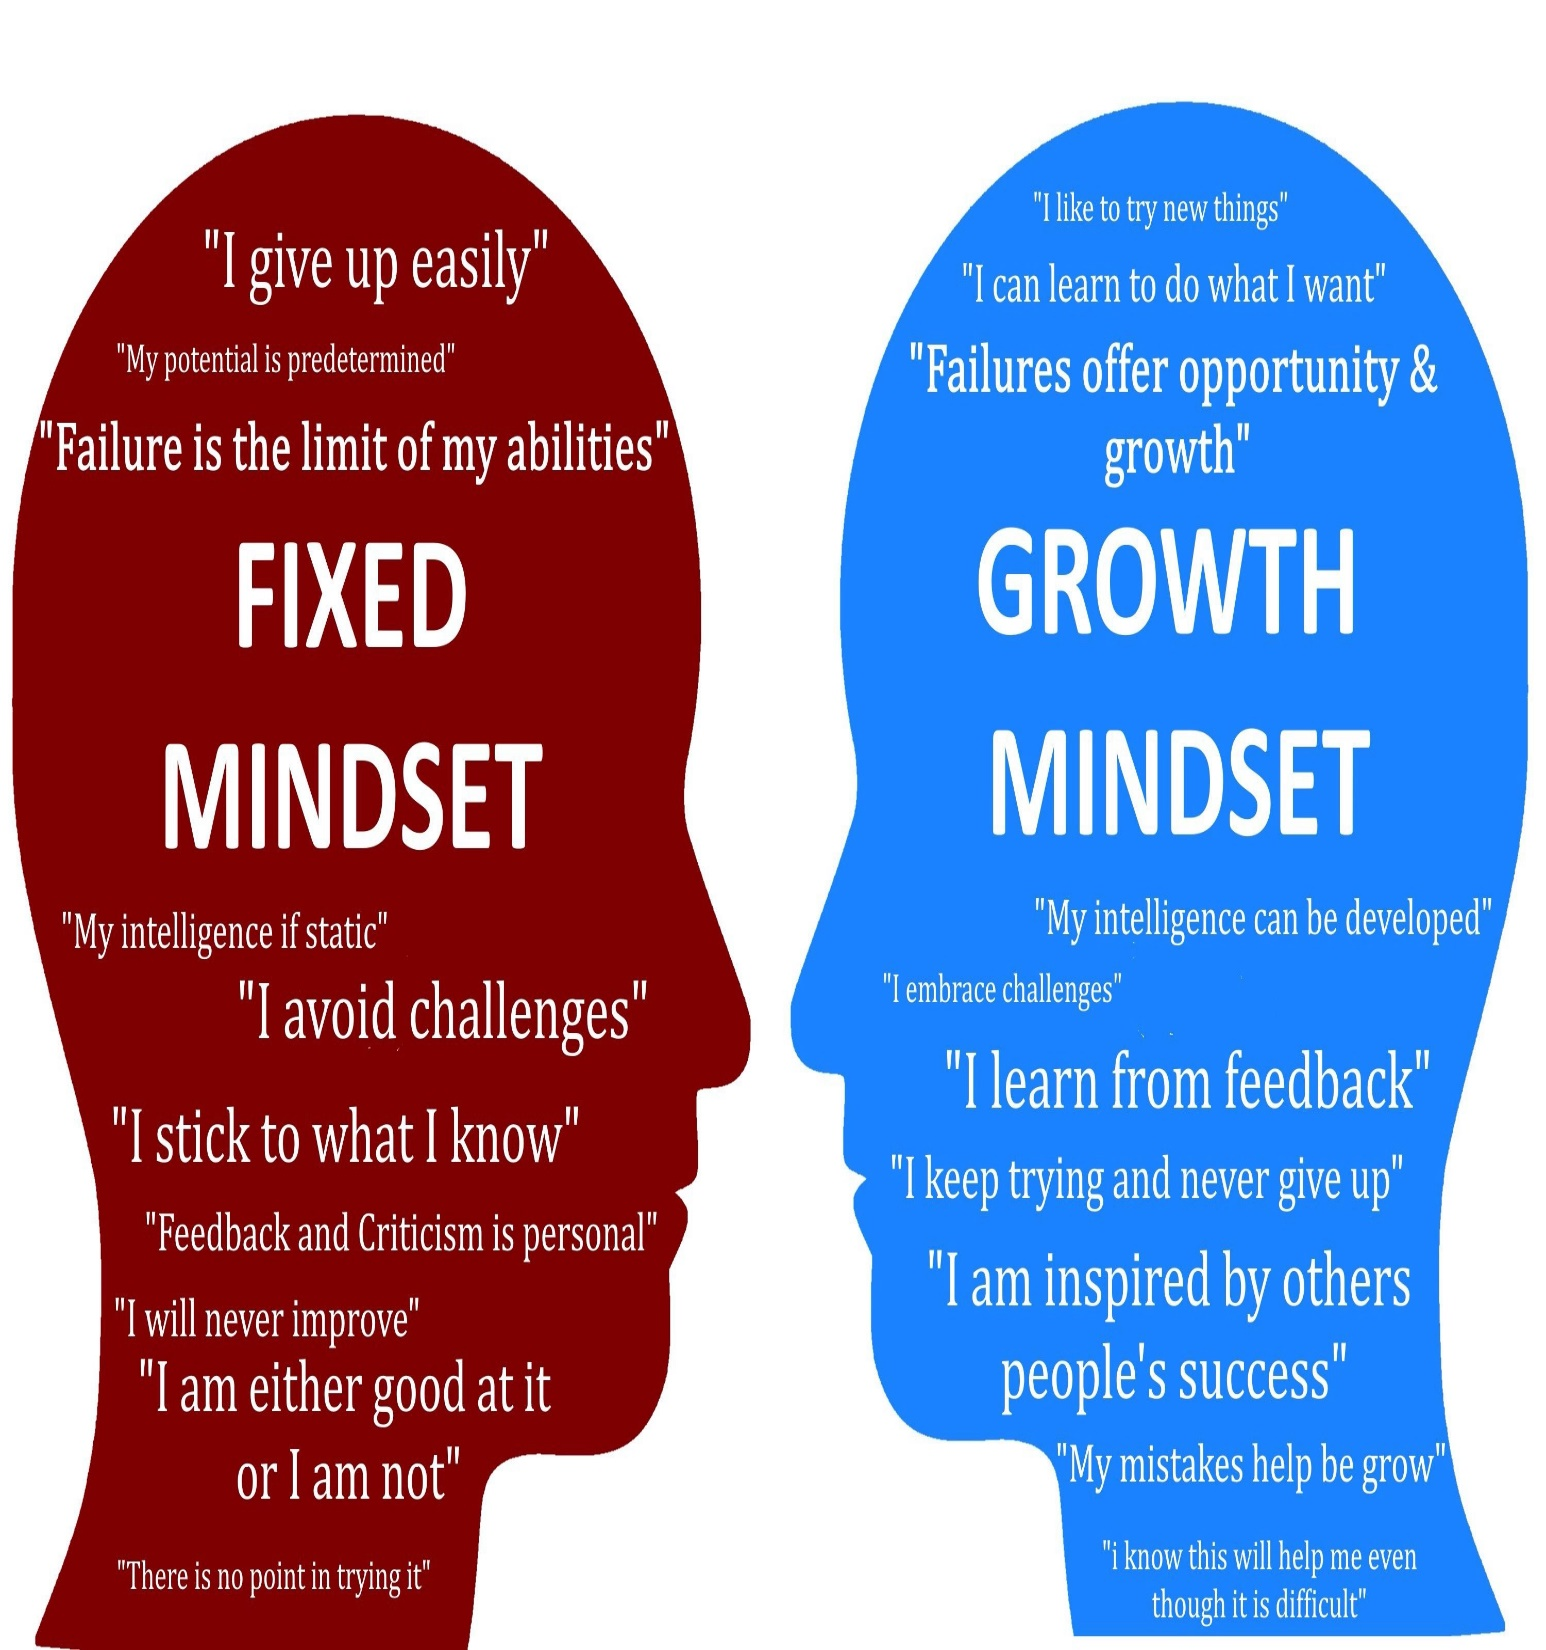 "I give up easily"
"My potential is predetermined"
"Failure is the limit of my abilities"
FIXED
MINDSET
"My intelligence if static"
"I avoid challenges"
"I stick to what I know"
"Feedback and Criticism is personal"
"I will never improve"
"I am either good at it
or I am not"
"There is no point in trying it"
"I like to try new things"
"I can learn to do what I want"
"Failures offer opportunity &
growth"
GROWTH
MINDSET
"My intelligence can be developed"
"I embrace challenges"
"I learn from feedback"
"I keep trying and never give up"
"I am inspired by others
people's success"
"My mistakes help be grow"
"i know this will help me even
though it is difficult"